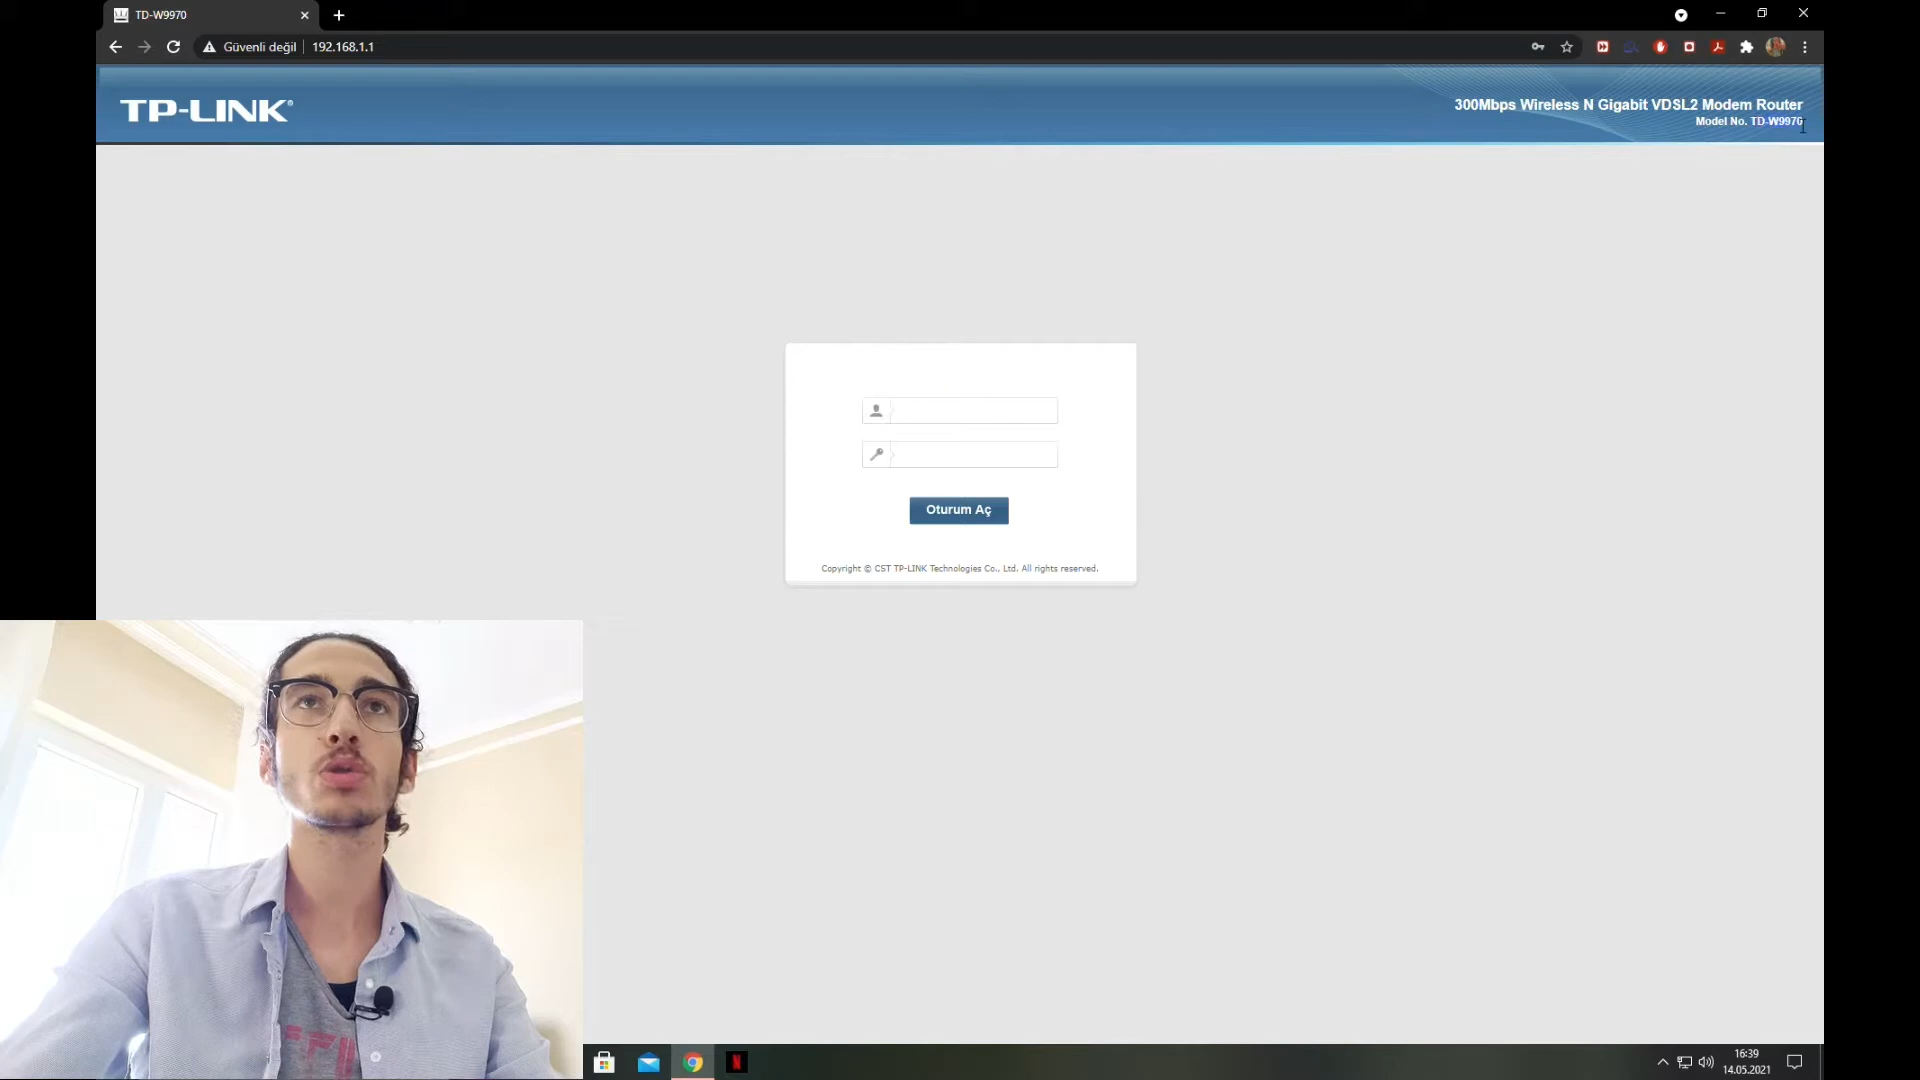 TD-W9970
Güvenli değil
192.168.1.1
TP-LINK®
300Mbps Wireless N Gigabit VDSL2 Modem Router
Model No. TD-W9970
Oturum Aç
Copyright © CST TP-LINK Technologies Co., Ltd. All rights reserved.
N
16:39
14.05.2021